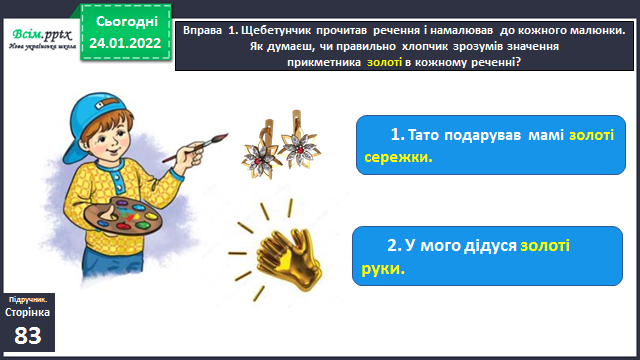 Всім.pptx
Нова українська школа
Сьогодні
24.01.2022
Вправа 1. Щебетунчик прочитав речення і намалював до кожного малюнки.
Як думаєш, чи правильно хлопчик зрозумів значення
прикметника золоті в кожному реченні?
1. Тато подарував мамі золоті
сережки.
2. У мого дідуся золоті
руки.
Підручник.
Сторінка
83